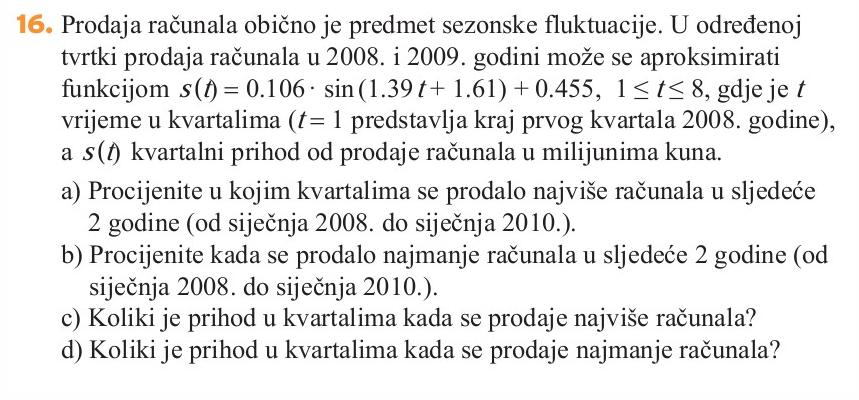 16. Prodaja računala obično je predmet sezonske fluktuacije. U određenoj
tvrtki prodaja računala u 2008. i 2009. godini može se aproksimirati
funkcijom s(t) = 0.106 · sin (1.39 t + 1.61) + 0.455, 1 ≤ t ≤ 8, gdje je t
vrijeme u kvartalima (t = 1 predstavlja kraj prvog kvartala 2008. godine),
a s(t) kvartalni prihod od prodaje računala u milijunima kuna.
a) Procijenite u kojim kvartalima se prodalo najviše računala u sljedeće
2 godine (od siječnja 2008. do siječnja 2010.).
b) Procijenite kada se prodalo najmanje računala u sljedeće 2 godine (od
siječnja 2008. do siječnja 2010.).
c) Koliki je prihod u kvartalima kada se prodaje najviše računala?
d) Koliki je prihod u kvartalima kada se prodaje najmanje računala?